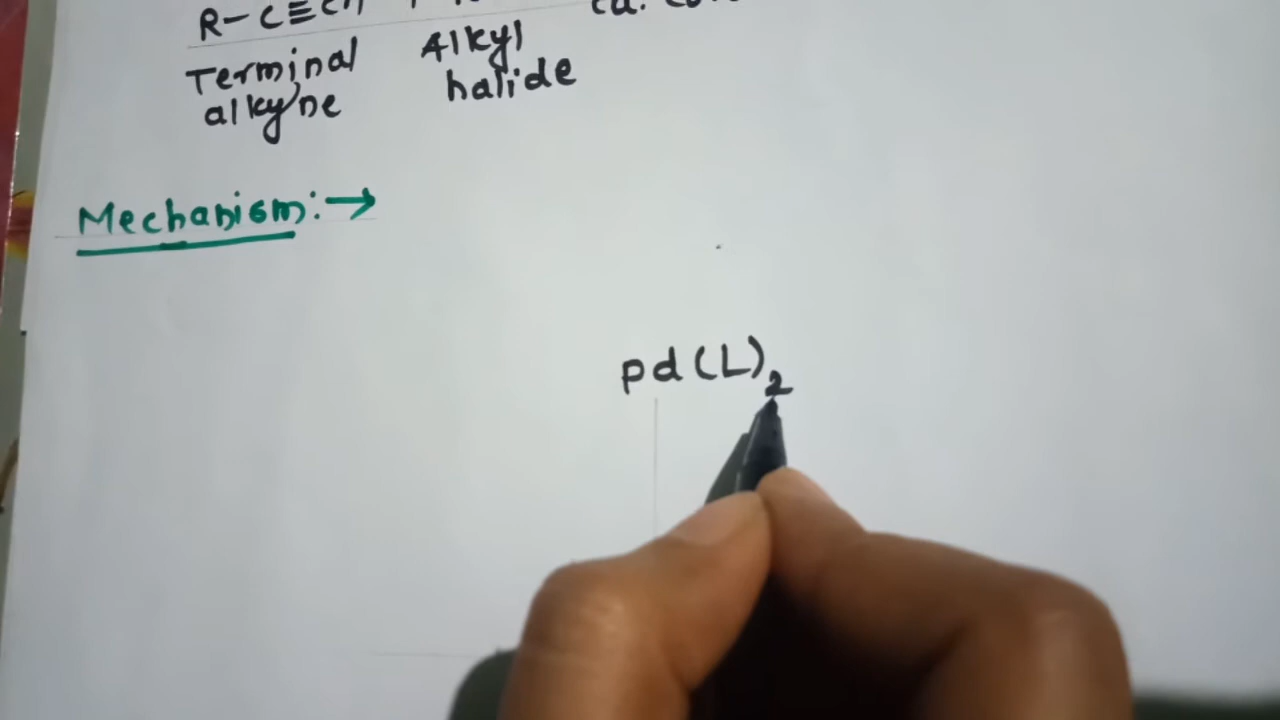 R-C≡CH
Terminal alkyne
Alkyl halide
Mechanism:→
pd(L)₂